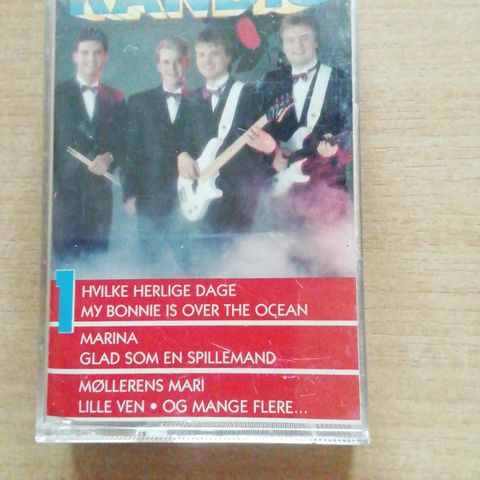 KANDIS
1
HVILKE HERLIGE DAGE
MY BONNIE IS OVER THE OCEAN
MARINA
GLAD SOM EN SPILLEMAND
MØLLERENS MARI
LILLE VEN • OG MANGE FLERE...